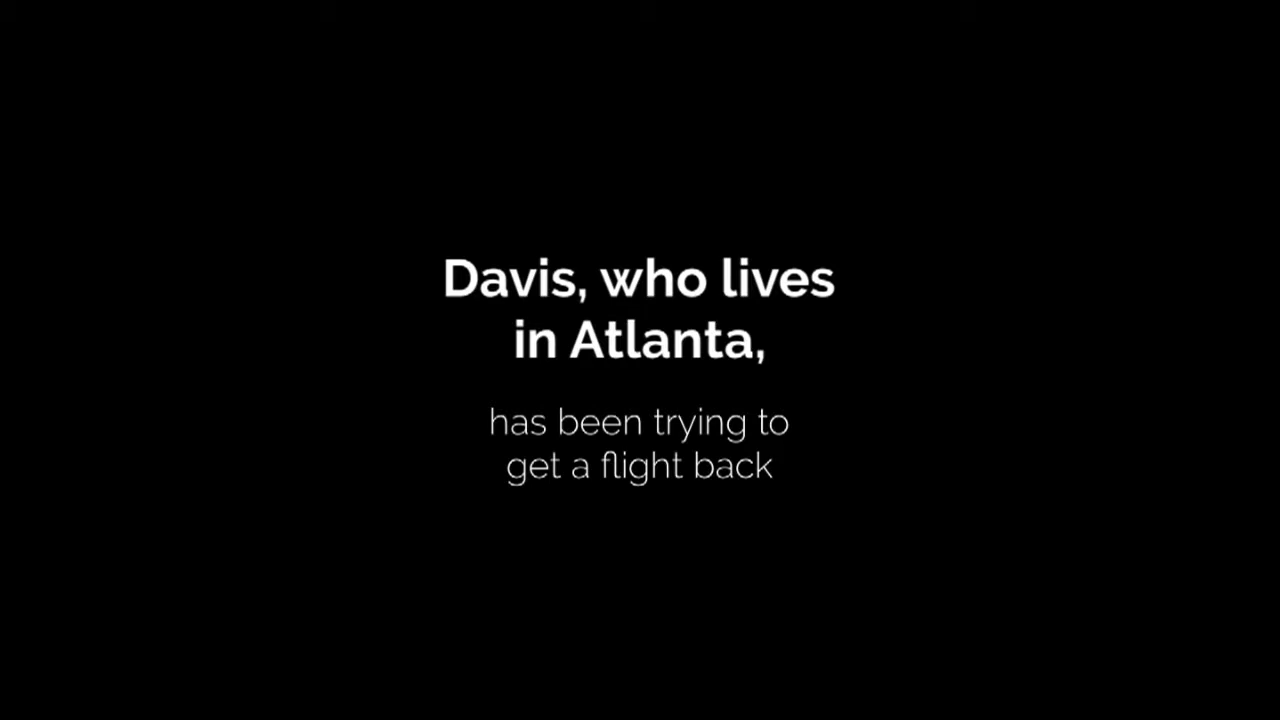 Davis, who lives
in Atlanta,
has been trying to
get a flight back